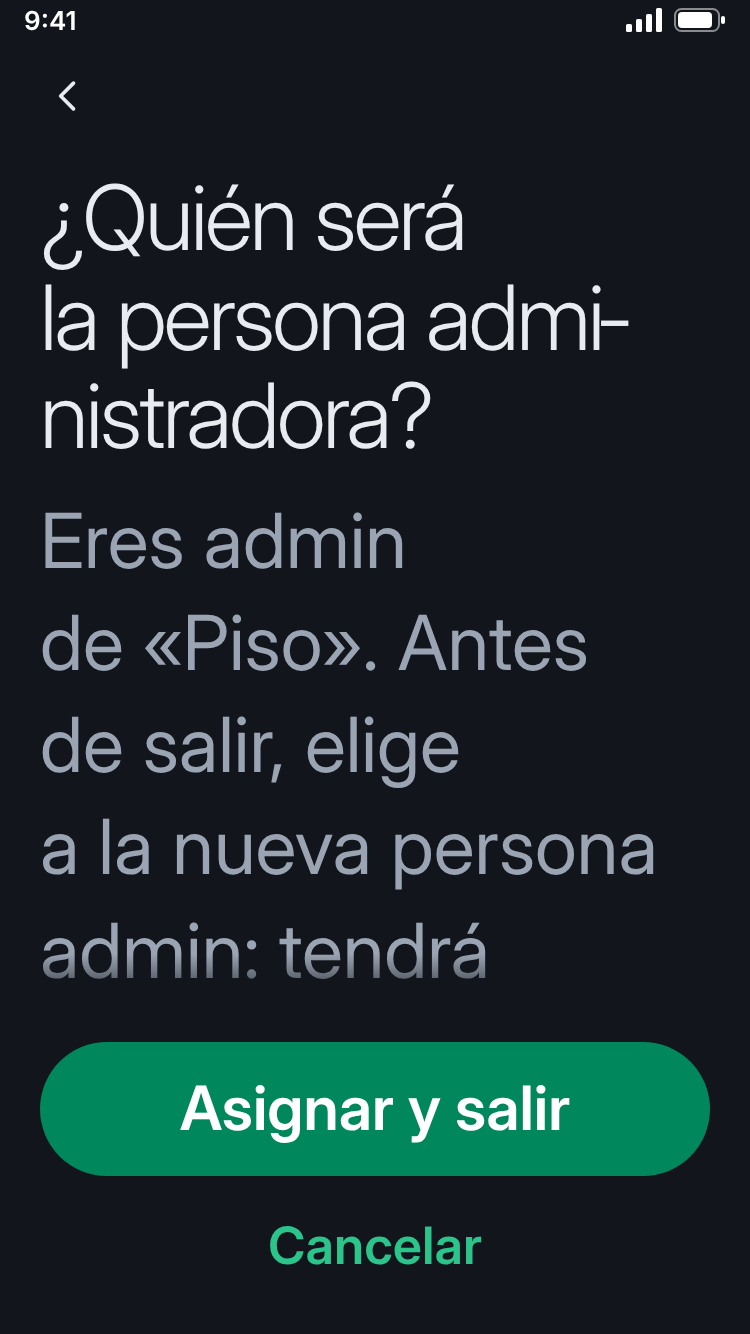 9:41
¿Quién será
la persona admi-
nistradora?
Eres admin
de «Piso». Antes
de salir, elige
a la nueva persona
admin: tendrá
Asignar y salir
Cancelar